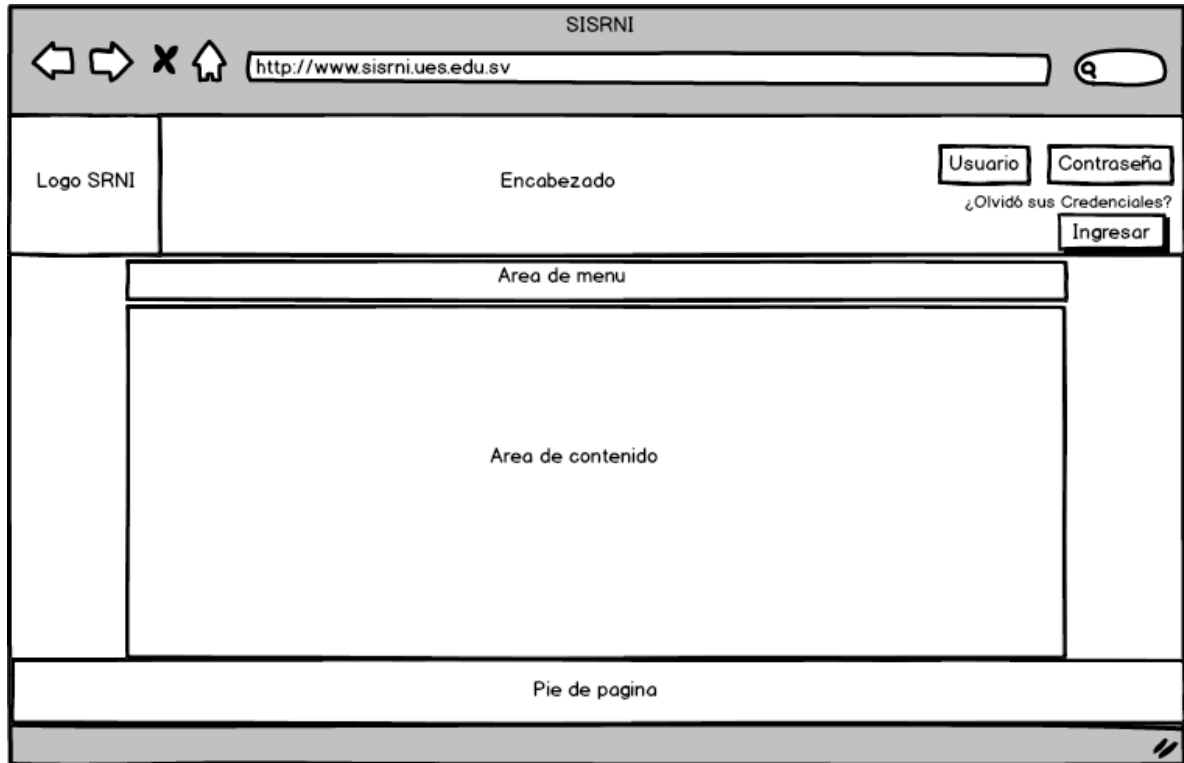 SISRNI
http://www.sisrni.ues.edu.sv
Logo SRNI
Encabezado
Usuario
Contraseña
¿Olvidó sus Credenciales?
Ingresar
Area de menu
Area de contenido
Pie de pagina